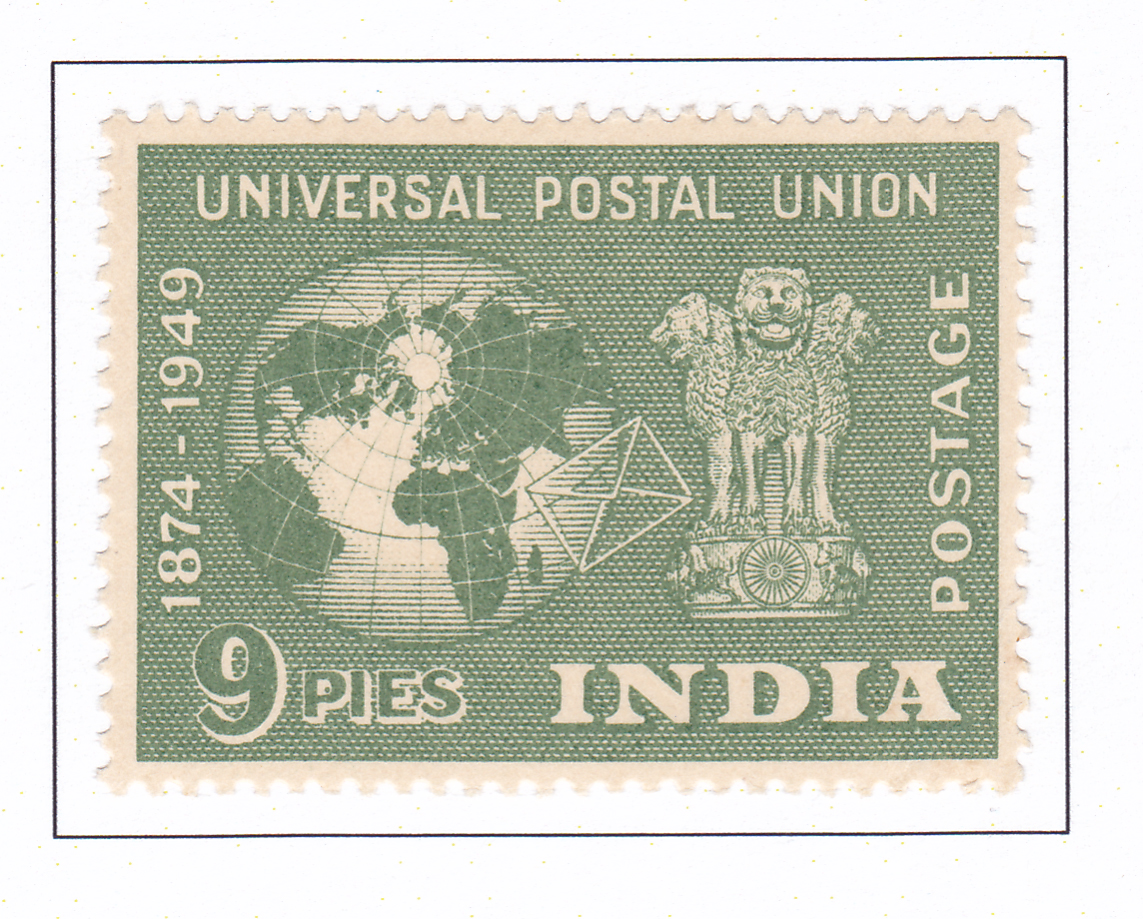 UNIVERSAL POSTAL UNION
1874-1949
POSTAGE
9 PIES
INDIA